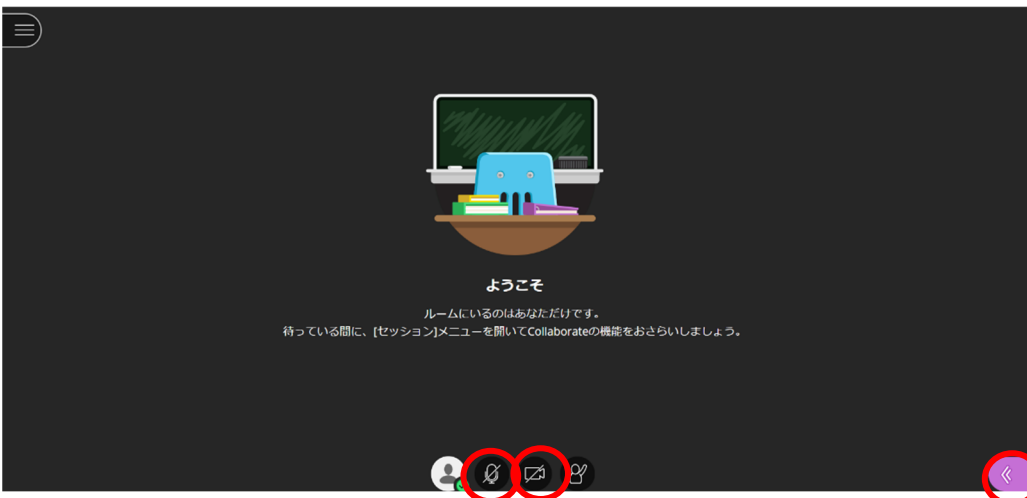 ようこそ
ルームにいるのはあなただけです。
待っている間に、[セッション]メニューを開いてCollaborateの機能をおさらいしましょう。